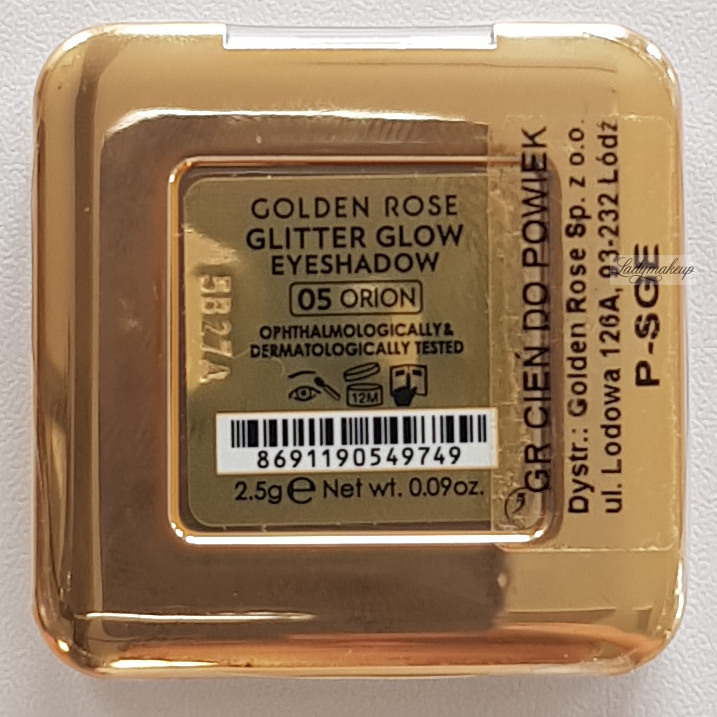 GOLDEN ROSE
GLITTER GLOW
EYESHADOW
05 ORION
OPHTHALMOLOGICALLY&
DERMATOLOGICALLY TESTED
12M
8691190549749
2.5g e Net wt. 0.09oz.
5B27A
GR CIEŃ DO POWIEK
Dystr.: Golden Rose Sp. z o.o.
ul. Lodowa 126A, 93-232 Łódź
P-SGE
Ladymakeup